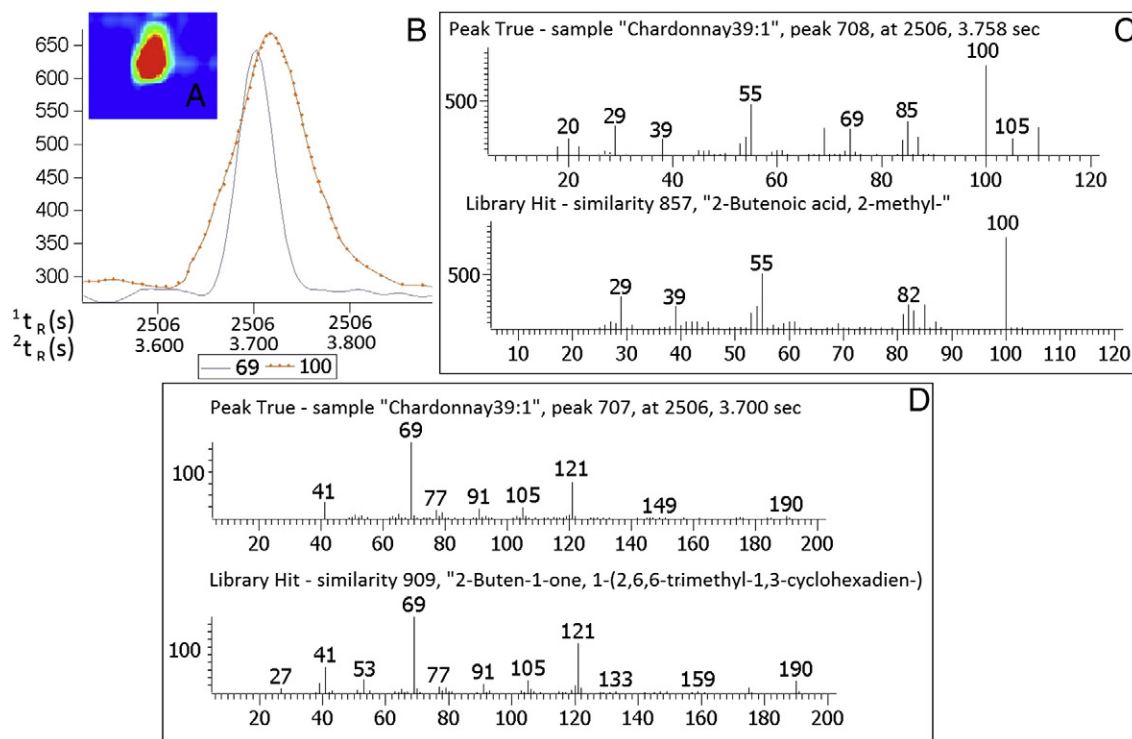 A
B
650
600
550
500
450
400
350
300
¹t R (s) 2506 2506 2506
²t R (s) 3.600 3.700 3.800
69 100
C
Peak True - sample "Chardonnay39:1", peak 708, at 2506, 3.758 sec
500
20 29 39 55 69 85 100 105
20 40 60 80 100 120
Library Hit - similarity 857, "2-Butenoic acid, 2-methyl-"
500
29 39 55 82 100
10 20 30 40 50 60 70 80 90 100 110 120
D
Peak True - sample "Chardonnay39:1", peak 707, at 2506, 3.700 sec
100
41 69 77 91 105 121 149 190
20 40 60 80 100 120 140 160 180 200
Library Hit - similarity 909, "2-Buten-1-one, 1-(2,6,6-trimethyl-1,3-cyclohexadien-)
100
27 41 53 69 77 91 105 121 133 159 190
20 40 60 80 100 120 140 160 180 200